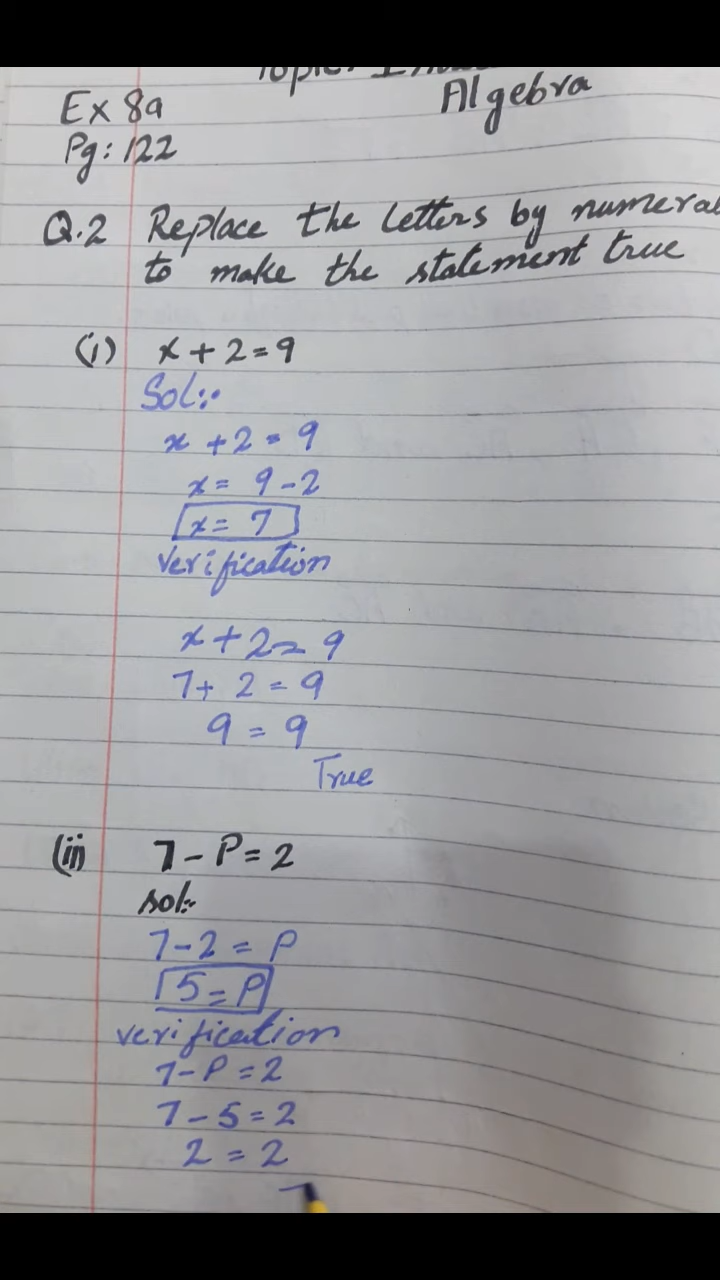 Algebra
Ex 8a
Pg: 122
Q.2 Replace the letters by numeral
to make the statement true
(i) x + 2 = 9
Sol:.
x + 2 = 9
x = 9 - 2
x = 7
verification
x + 2 = 9
7 + 2 = 9
9 = 9
True
(ii) 7 - P = 2
sol:-
7 - 2 = P
5 = P
verification
7 - P = 2
7 - 5 = 2
2 = 2